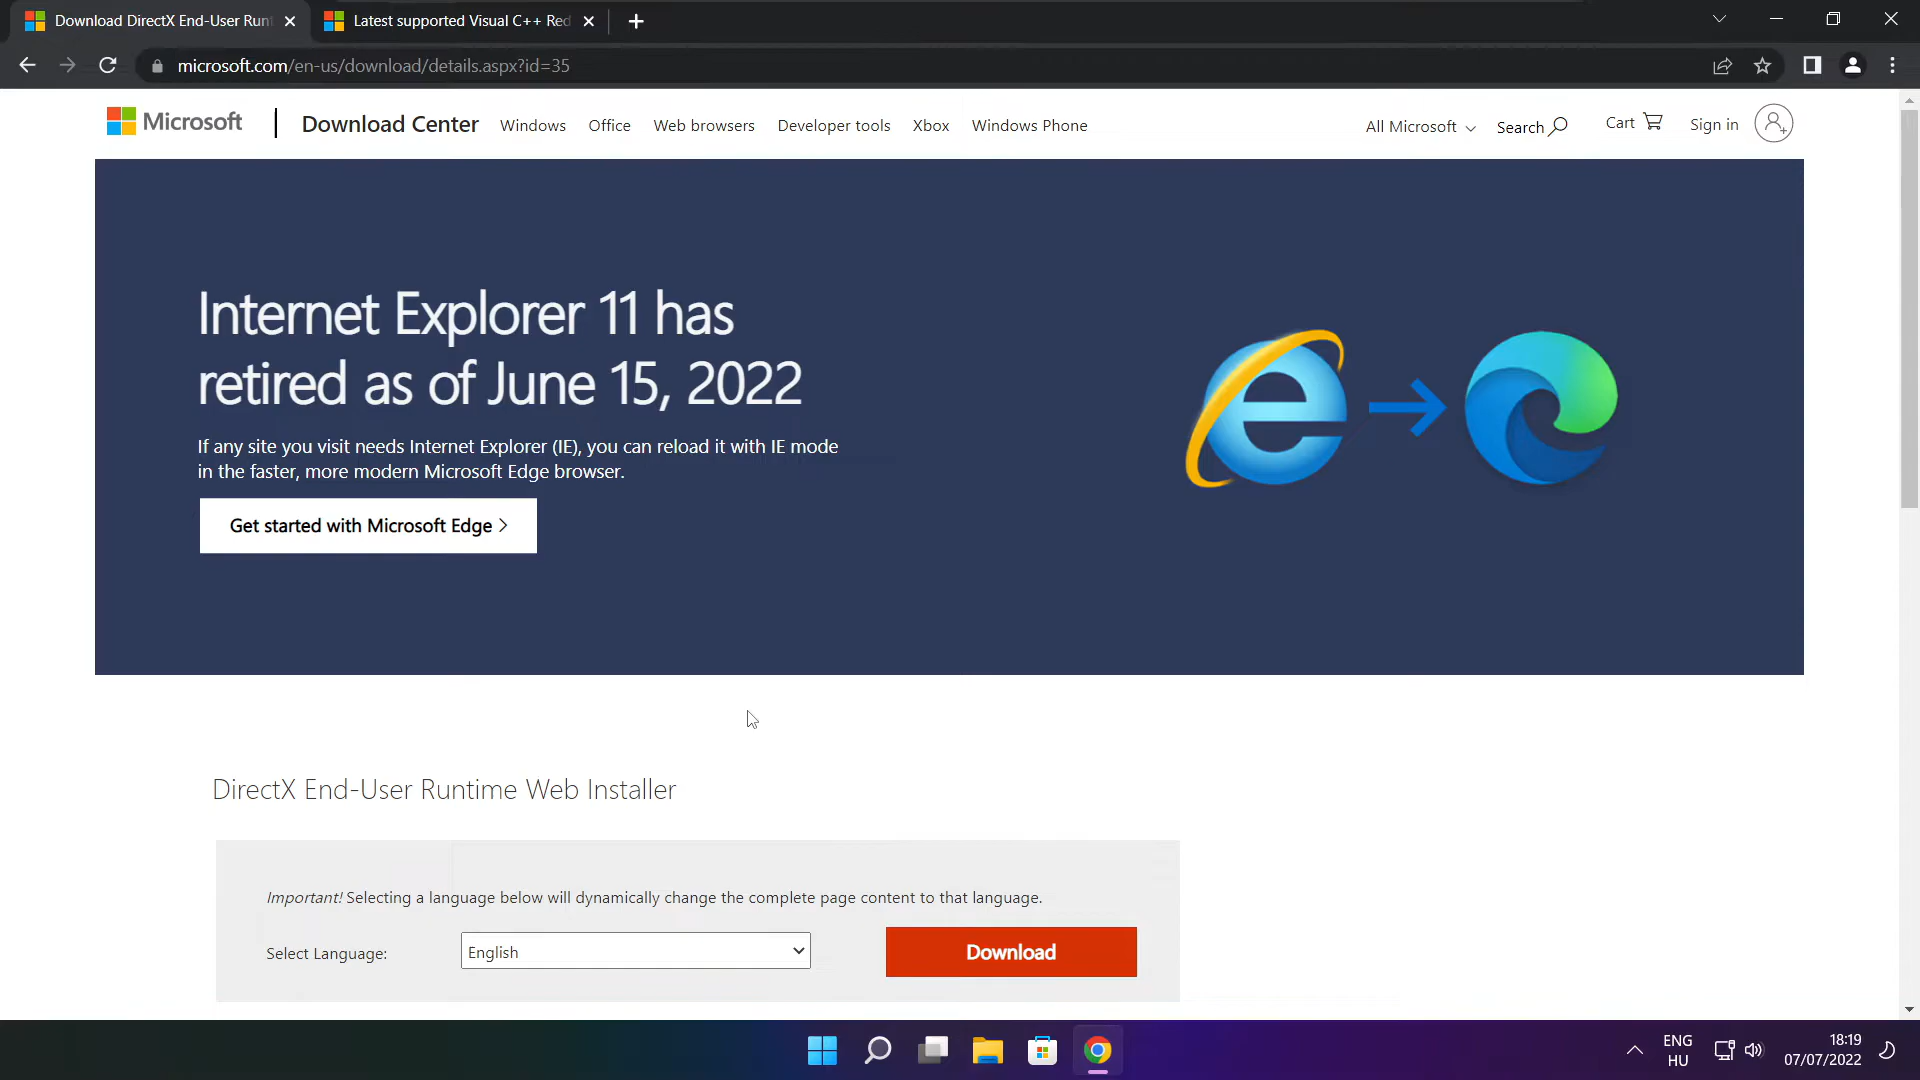 Download DirectX End-User Runt
Latest supported Visual C++ Red
microsoft.com/en-us/download/details.aspx?id=35
Microsoft
Download Center
Windows
Office
Web browsers
Developer tools
Xbox
Windows Phone
All Microsoft
Search
Cart
Sign in
Internet Explorer 11 has
retired as of June 15, 2022
If any site you visit needs Internet Explorer (IE), you can reload it with IE mode
in the faster, more modern Microsoft Edge browser.
Get started with Microsoft Edge >
DirectX End-User Runtime Web Installer
Important! Selecting a language below will dynamically change the complete page content to that language.
Select Language:
English
Download
ENG
HU
18:19
07/07/2022